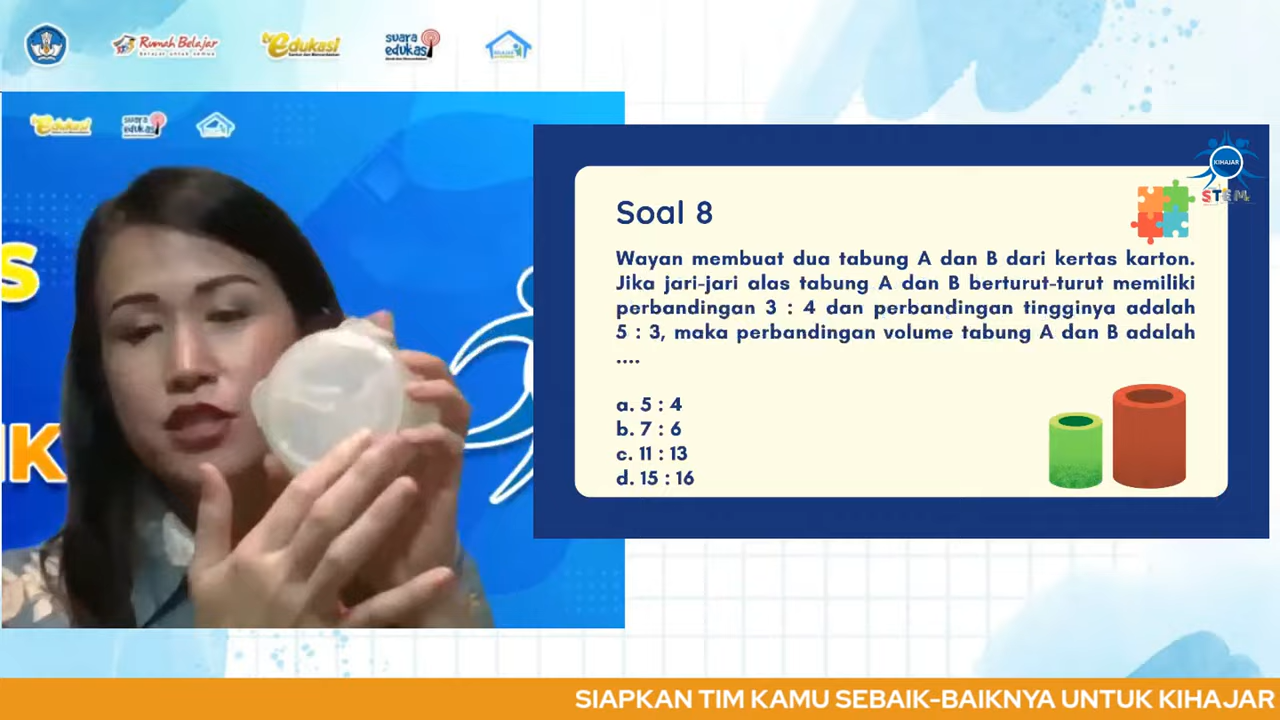 Rumah Belajar
edukasi
suara
edukasi
edukasi
suara
edukasi
S
IK
KIHAJAR
STEM
Soal 8
Wayan membuat dua tabung A dan B dari kertas karton.
Jika jari-jari alas tabung A dan B berturut-turut memiliki
perbandingan 3 : 4 dan perbandingan tingginya adalah
5 : 3, maka perbandingan volume tabung A dan B adalah
....
a. 5 : 4
b. 7 : 6
c. 11 : 13
d. 15 : 16
SIAPKAN TIM KAMU SEBAIK-BAIKNYA UNTUK KIHAJAR